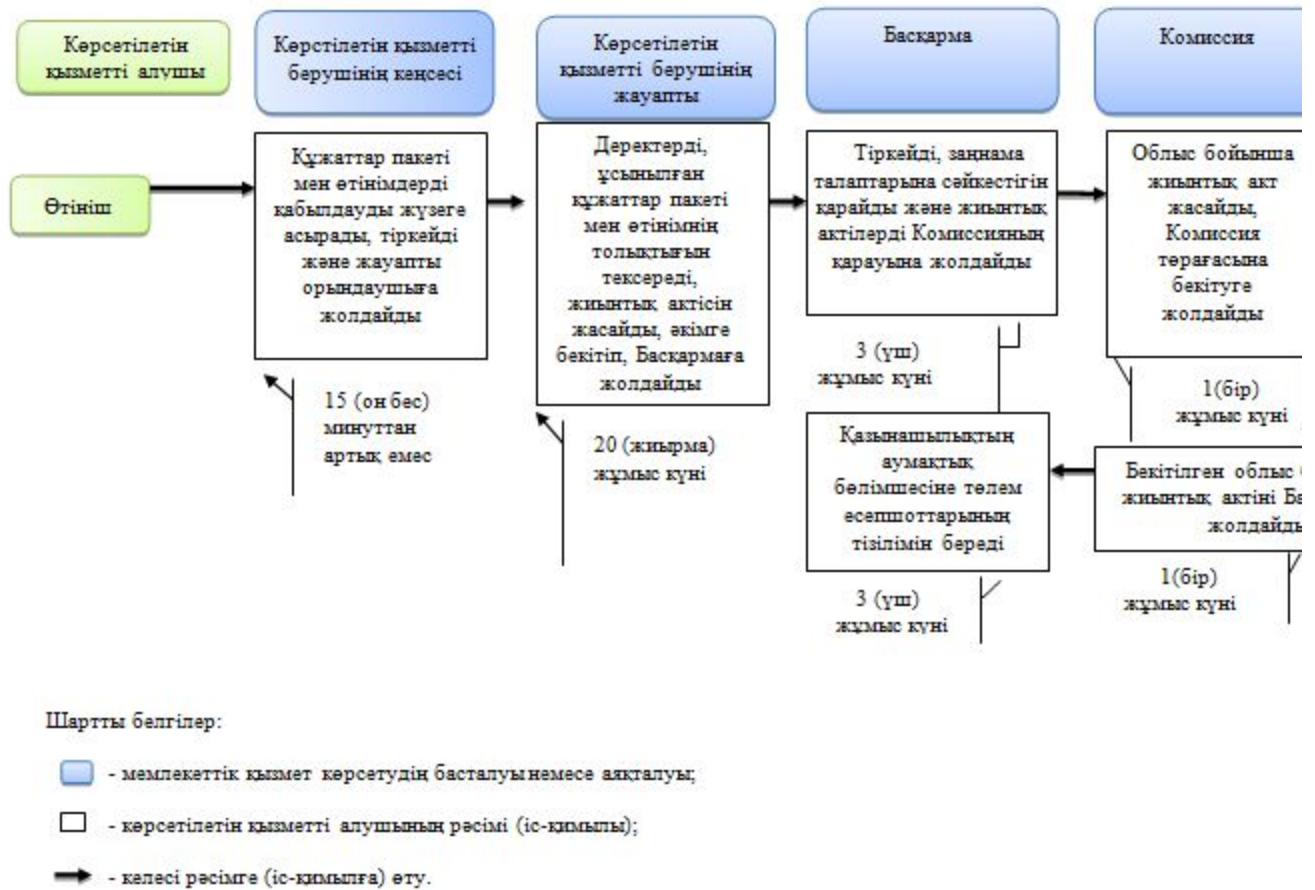 Көрсетілетін
қызметті алушы
Көрстілетін қызметті
берушінің кеңсесі
Көрсетілетін
қызметті берушінің
жауапты
Басқарма
Комиссия
Өтініш
Құжаттар пакеті
мен өтінімдерді
қабылдауды жүзеге
асырады, тіркейді
және жауапты
орындаушыға
жолдайды
Деректерді,
ұсынылған
құжаттар пакеті
мен өтінімнің
толықтығын
тексереді,
жиынтық актісін
жасайды, әкімге
бекітіп, Басқармаға
жолдайды
Тіркейді, заңнама
талаптарына сәйкестігін
қарайды және жиынтық
актілерді Комиссияның
қарауына жолдайды
Облыс бойынша
жиынтық акт
жасайды,
Комиссия
төрағасына
бекітуге
жолдайды
15 (он бес)
минуттан
артық емес
20 (жиырма)
жұмыс күні
3 (үш)
жұмыс күні
1(бір)
жұмыс күні
Қазынашылықтың
аумақтық
бөлімшесіне төлем
есепшоттарының
тізілімін береді
Бекітілген облыс
жиынтық актіні
жолдайды
3 (үш)
жұмыс күні
1(бір)
жұмыс күні
Шартты белгілер:
- мемлекеттік қызмет көрсетудің басталуы немесе аяқталуы;
- көрсетілетін қызметті алушының рәсімі (іс-қимылы);
- келесі рәсімге (іс-қимылға) өту.